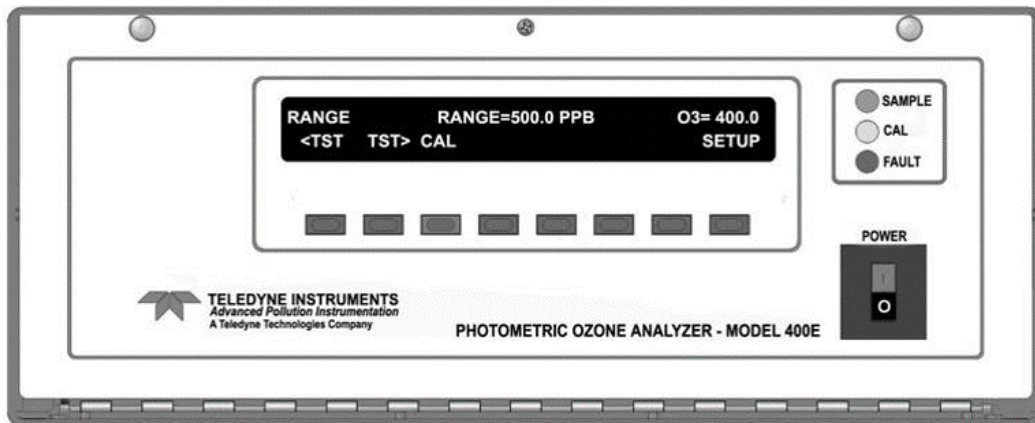 RANGE RANGE=500.0 PPB O3= 400.0
<TST TST> CAL SETUP
SAMPLE
CAL
FAULT
POWER
I
O
TELEDYNE INSTRUMENTS
Advanced Pollution Instrumentation
A Teledyne Technologies Company
PHOTOMETRIC OZONE ANALYZER - MODEL 400E